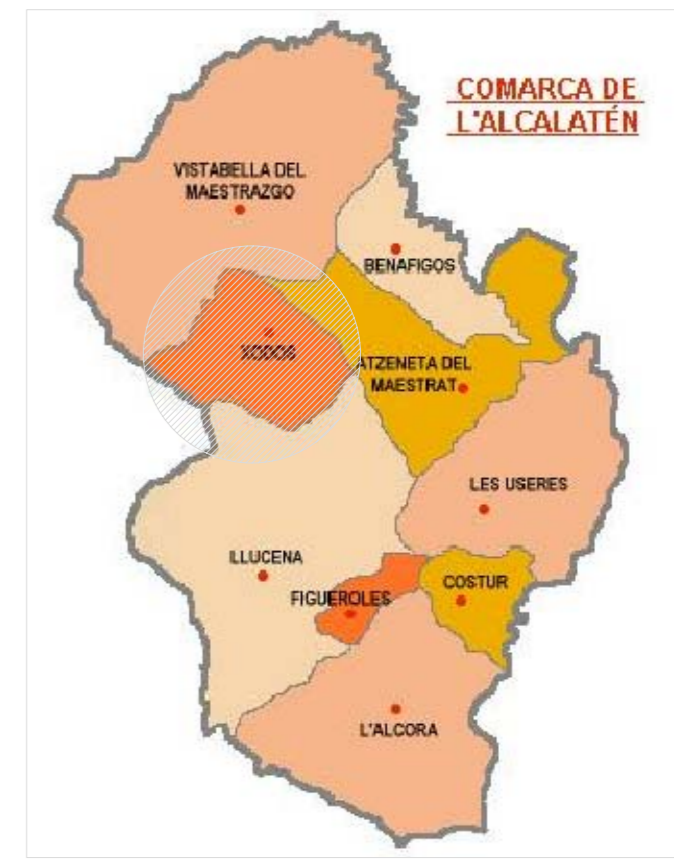 COMARCA DE
L'ALCALATÉN
VISTABELLA DEL
MAESTRAZGO
BENAFIGOS
XODOS
ATZENETA DEL
MAESTRAT
LES USERIES
LLUCENA
FIGUEROLES
COSTUR
L'ALCORA